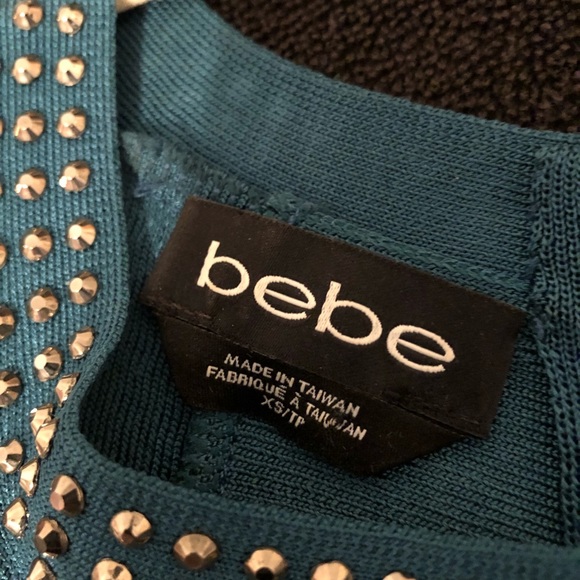 bebe
MADE IN TAIWAN
FABRIQUÉ À TAIWAN
XS/TP